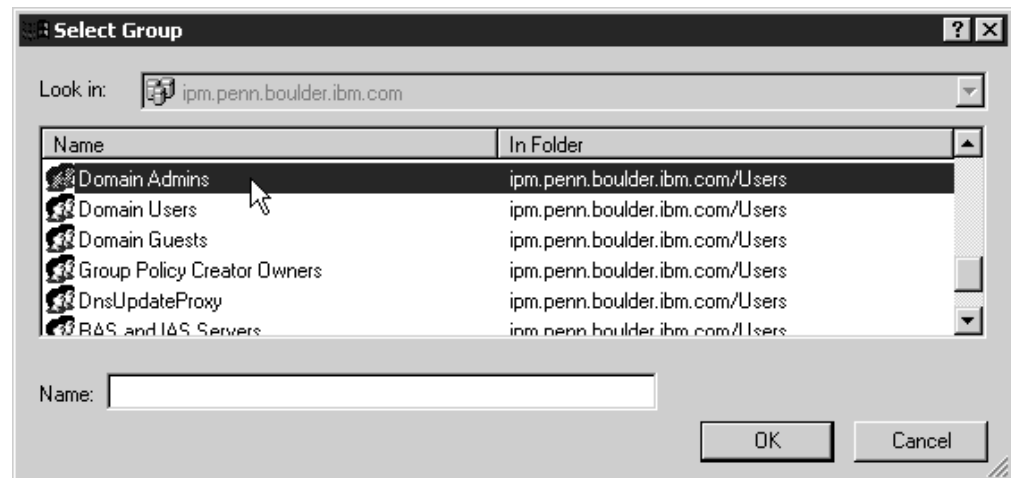 Select Group
Look in: ipm.penn.boulder.ibm.com
Name In Folder
Domain Admins ipm.penn.boulder.ibm.com/Users
Domain Users ipm.penn.boulder.ibm.com/Users
Domain Guests ipm.penn.boulder.ibm.com/Users
Group Policy Creator Owners ipm.penn.boulder.ibm.com/Users
DnsUpdateProxy ipm.penn.boulder.ibm.com/Users
RAS and IAS Servers ipm.penn.boulder.ibm.com/Users
Name:
OK Cancel